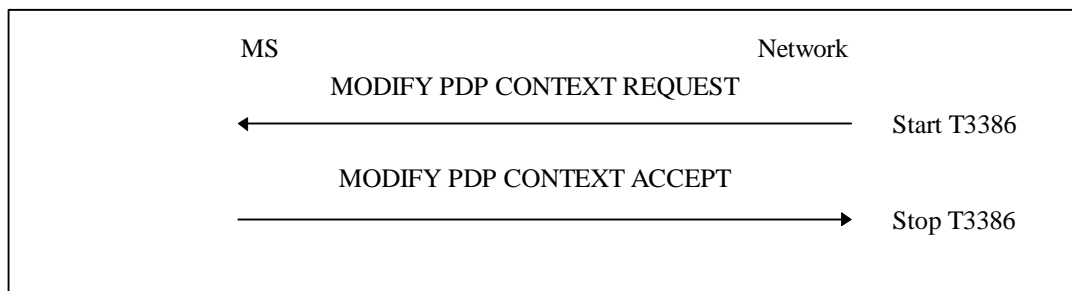 MS Network
MODIFY PDP CONTEXT REQUEST
Start T3386
MODIFY PDP CONTEXT ACCEPT
Stop T3386